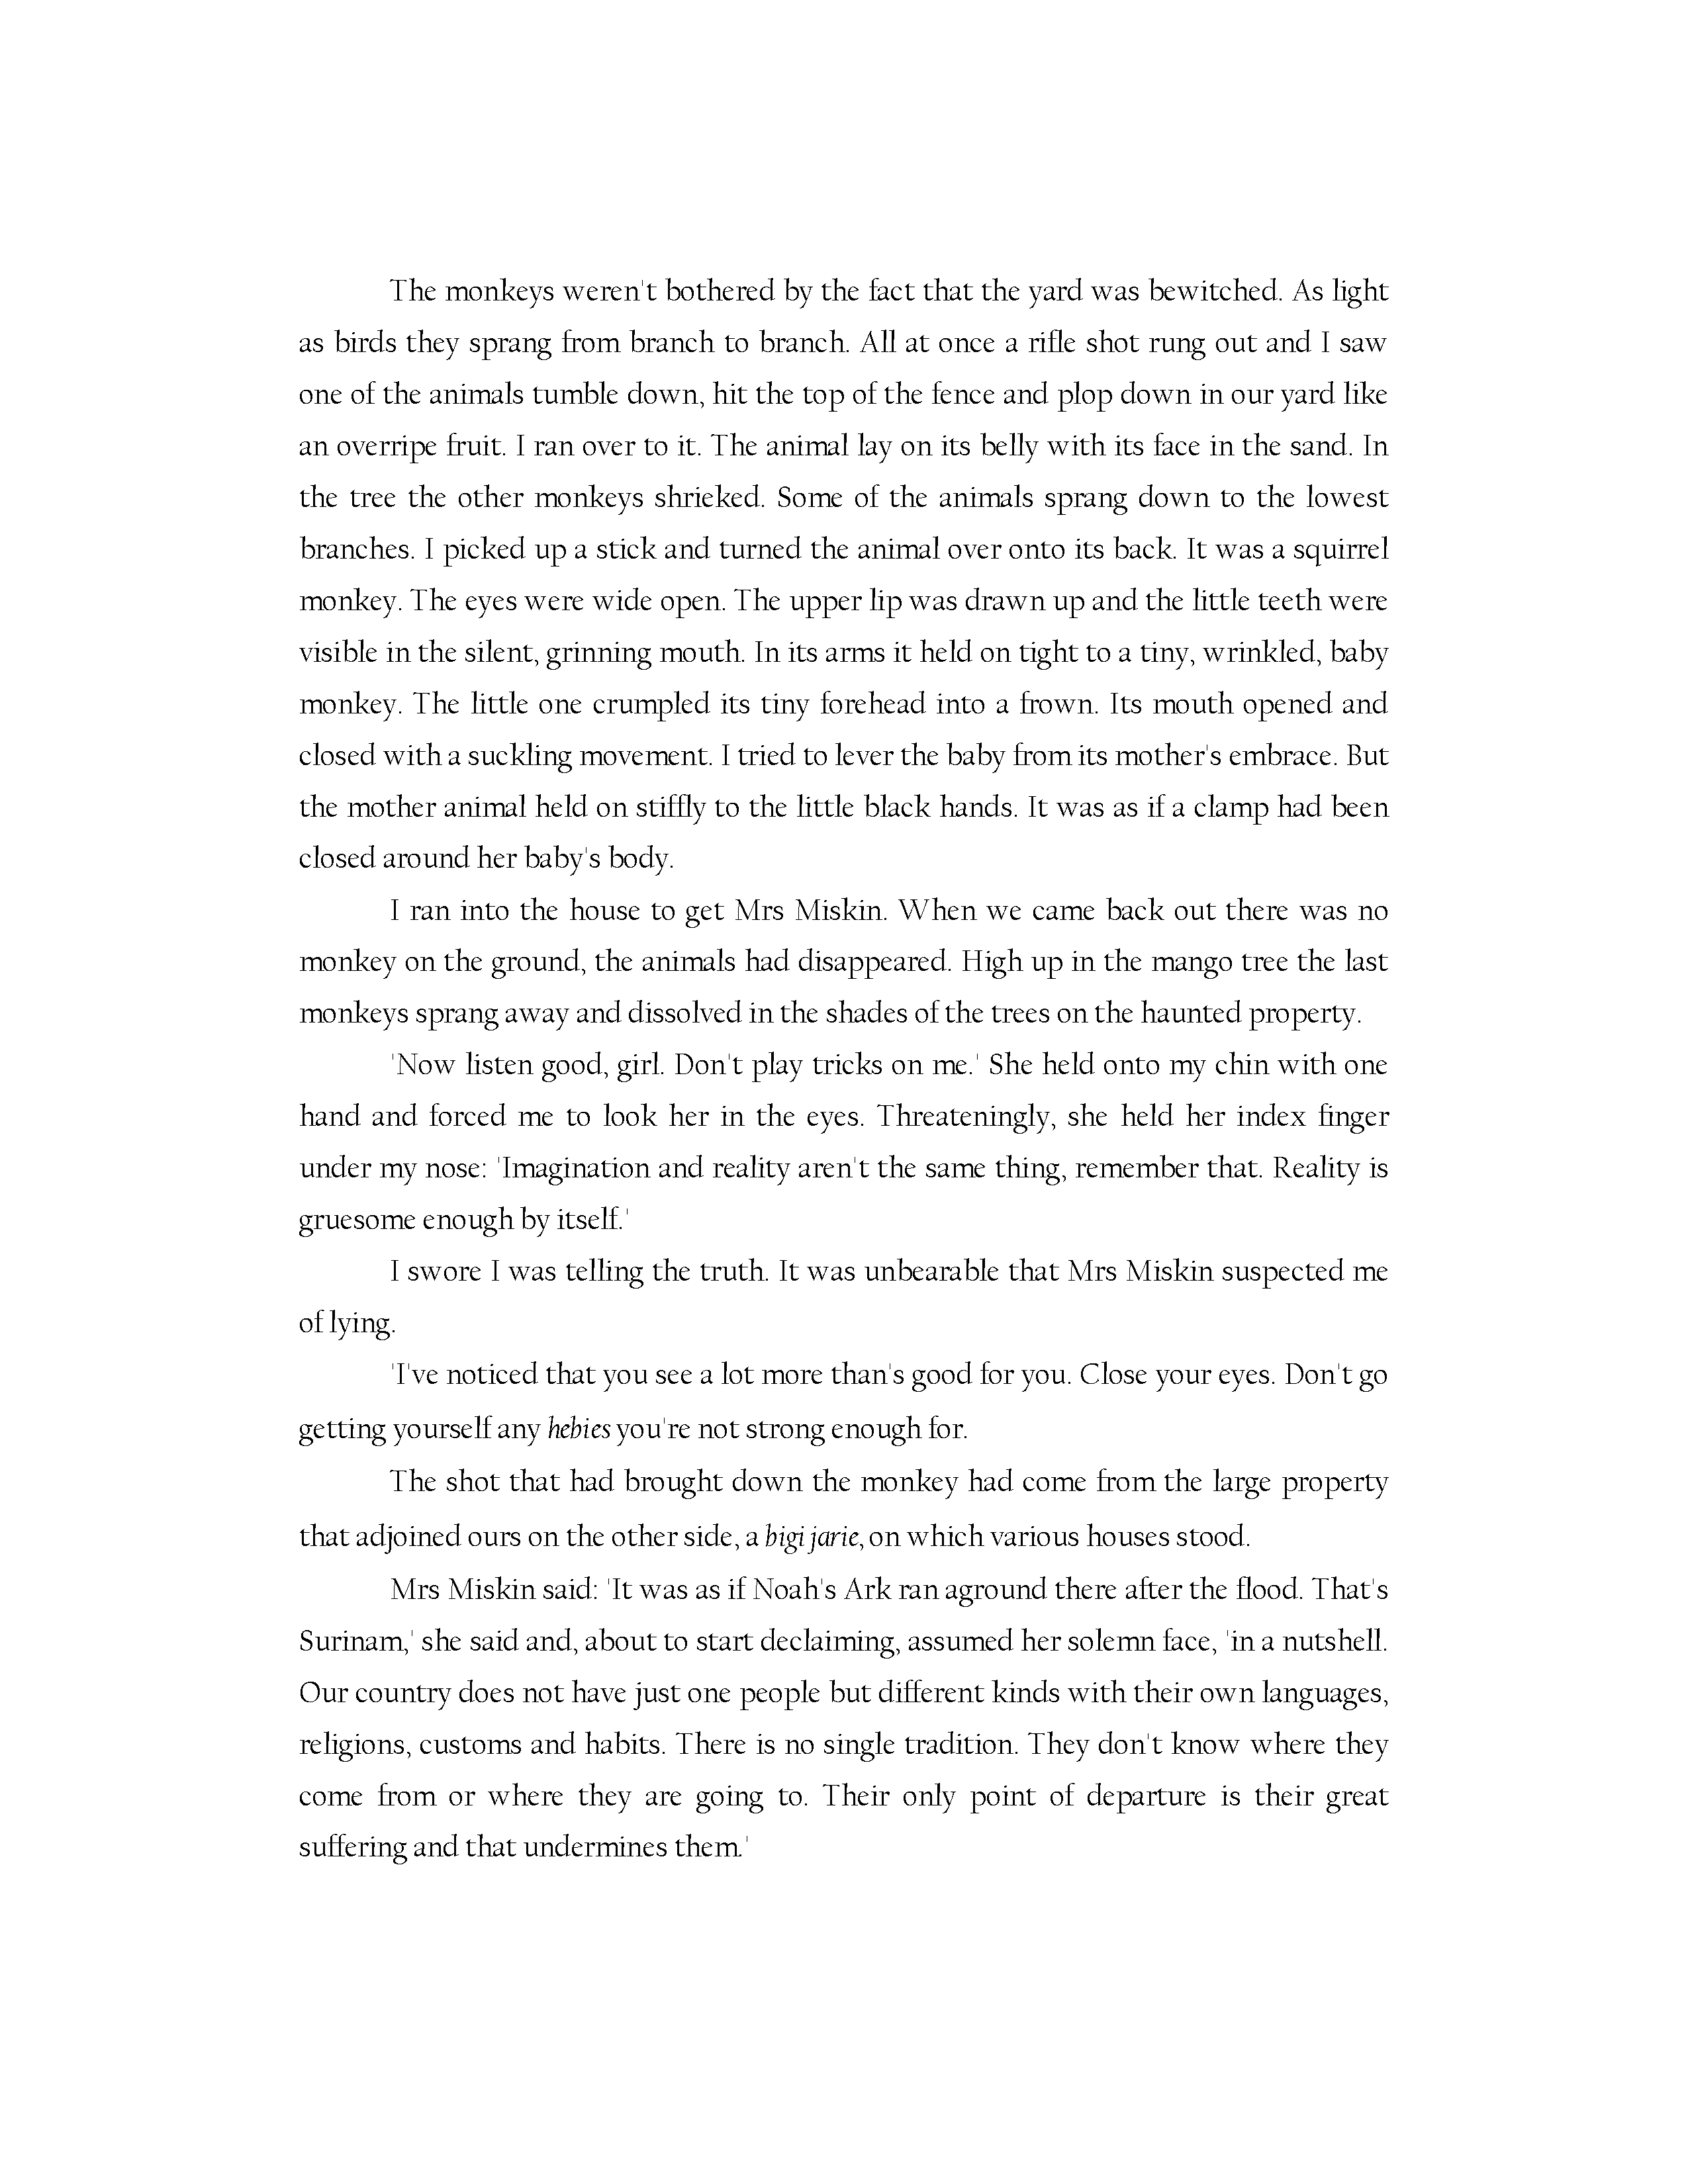 The monkeys weren't bothered by the fact that the yard was bewitched. As light
as birds they sprang from branch to branch. All at once a rifle shot rung out and I saw
one of the animals tumble down, hit the top of the fence and plop down in our yard like
an overripe fruit. I ran over to it. The animal lay on its belly with its face in the sand. In
the tree the other monkeys shrieked. Some of the animals sprang down to the lowest
branches. I picked up a stick and turned the animal over onto its back. It was a squirrel
monkey. The eyes were wide open. The upper lip was drawn up and the little teeth were
visible in the silent, grinning mouth. In its arms it held on tight to a tiny, wrinkled, baby
monkey. The little one crumpled its tiny forehead into a frown. Its mouth opened and
closed with a suckling movement. I tried to lever the baby from its mother's embrace. But
the mother animal held on stiffly to the little black hands. It was as if a clamp had been
closed around her baby's body.
I ran into the house to get Mrs Miskin. When we came back out there was no
monkey on the ground, the animals had disappeared. High up in the mango tree the last
monkeys sprang away and dissolved in the shades of the trees on the haunted property.
'Now listen good, girl. Don't play tricks on me.' She held onto my chin with one
hand and forced me to look her in the eyes. Threateningly, she held her index finger
under my nose: 'Imagination and reality aren't the same thing, remember that. Reality is
gruesome enough by itself.'
I swore I was telling the truth. It was unbearable that Mrs Miskin suspected me
of lying.
'I've noticed that you see a lot more than's good for you. Close your eyes. Don't go
getting yourself any hebies you're not strong enough for.
The shot that had brought down the monkey had come from the large property
that adjoined ours on the other side, a bigi jarie, on which various houses stood.
Mrs Miskin said: 'It was as if Noah's Ark ran aground there after the flood. That's
Surinam,' she said and, about to start declaiming, assumed her solemn face, 'in a nutshell.
Our country does not have just one people but different kinds with their own languages,
religions, customs and habits. There is no single tradition. They don't know where they
come from or where they are going to. Their only point of departure is their great
suffering and that undermines them.'